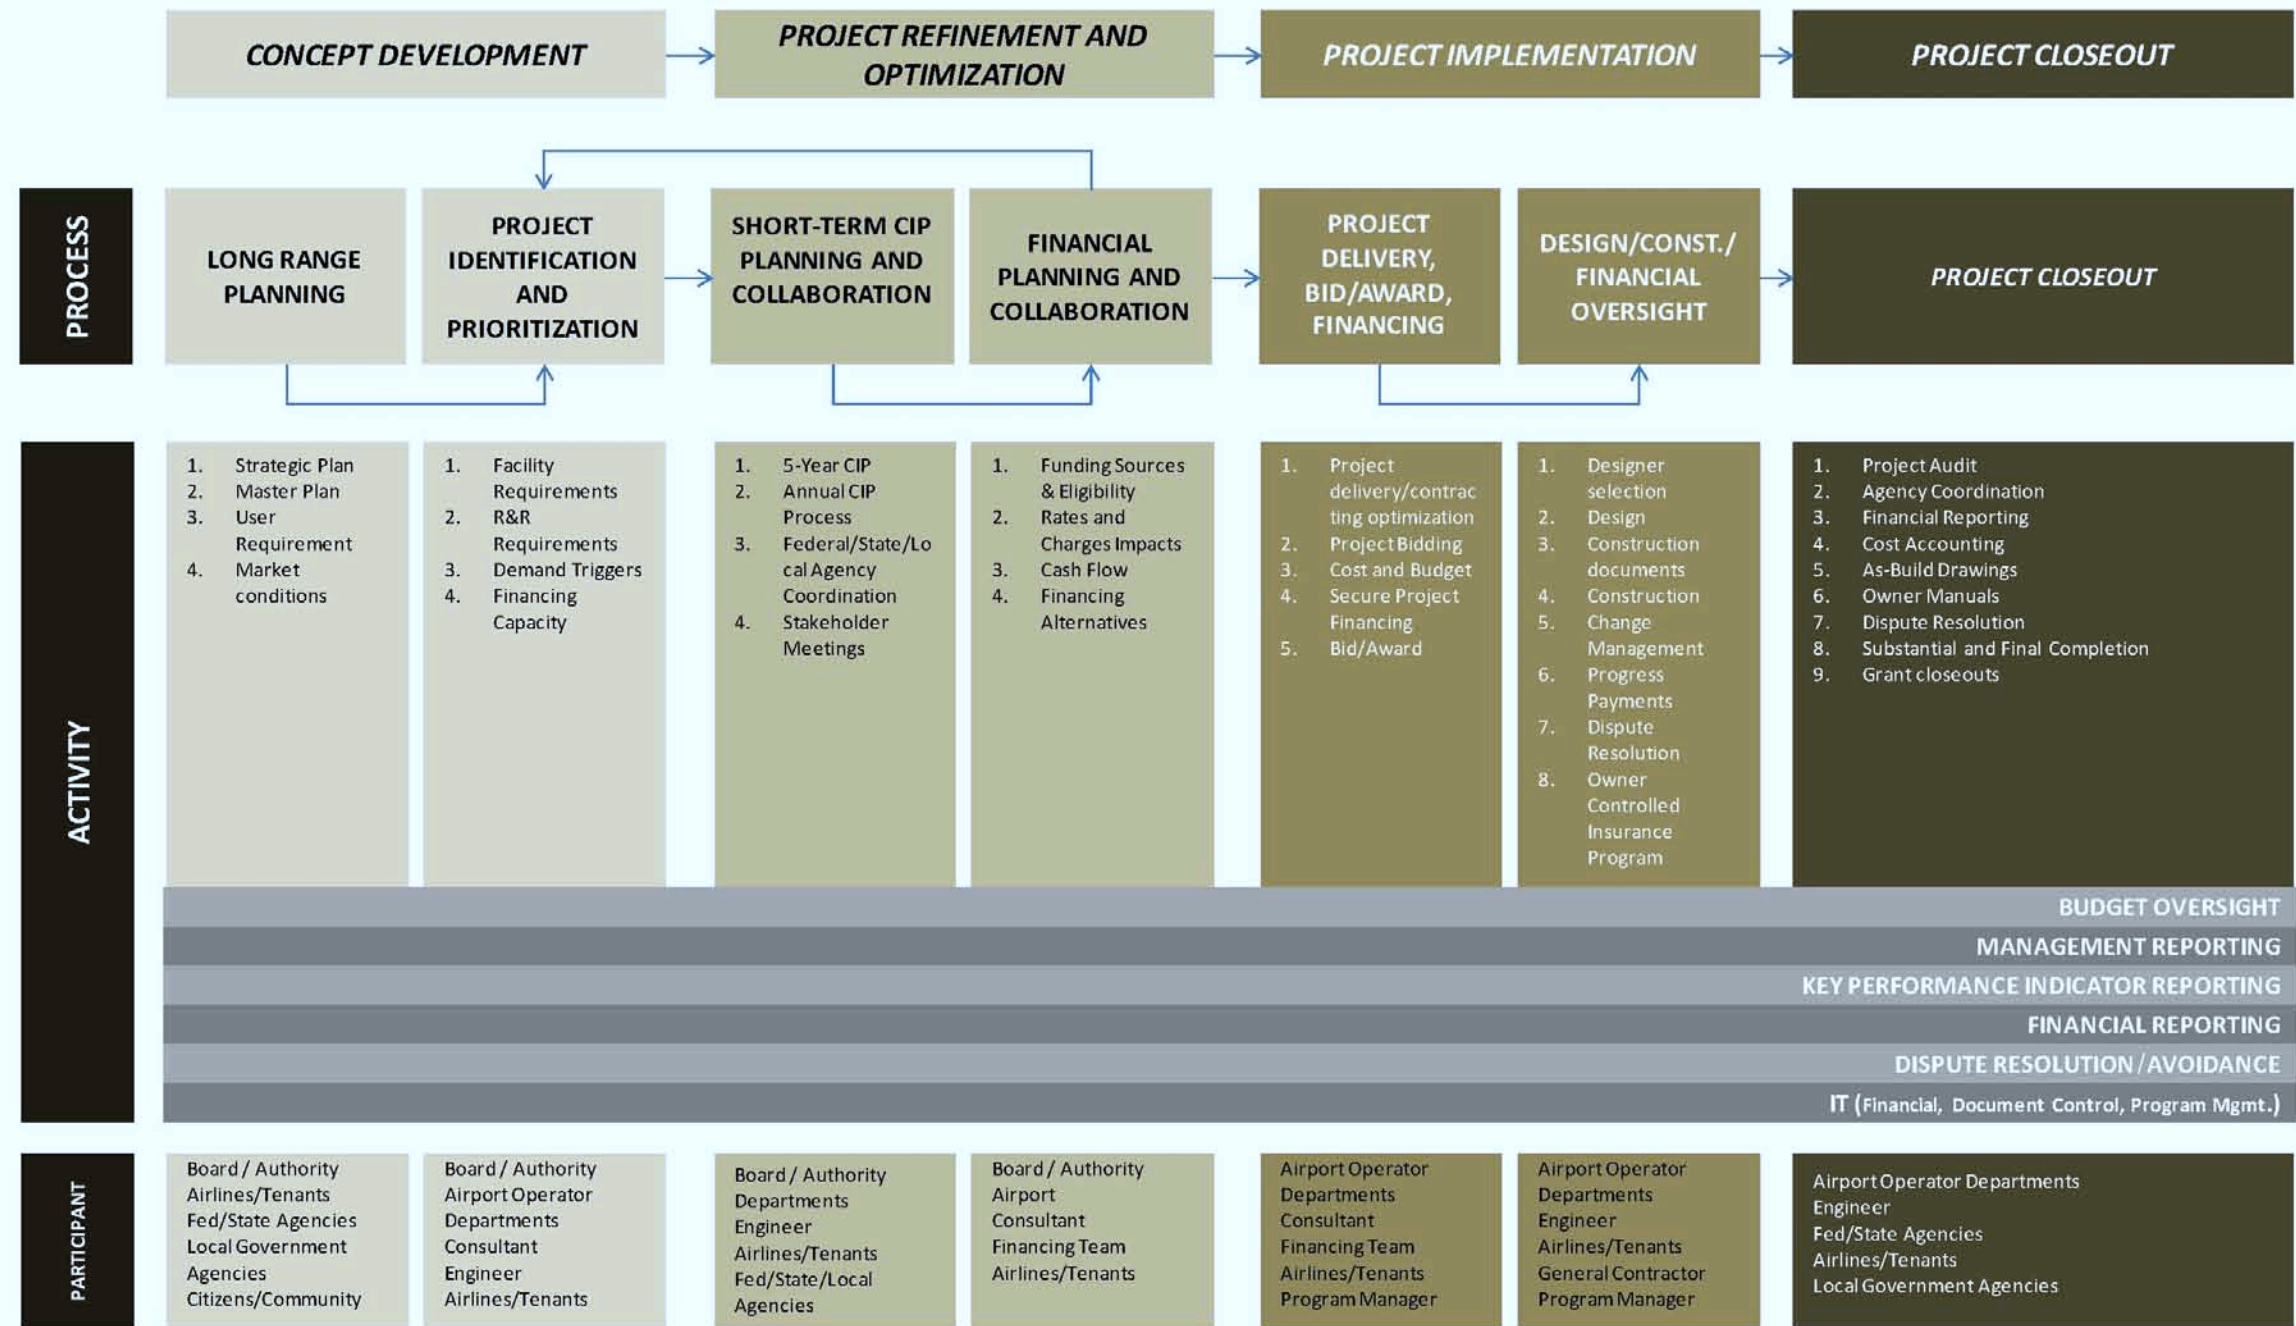 CONCEPT DEVELOPMENT
PROJECT REFINEMENT AND
OPTIMIZATION
PROJECT IMPLEMENTATION
PROJECT CLOSEOUT
PROCESS
LONG RANGE
PLANNING
PROJECT
IDENTIFICATION
AND
PRIORITIZATION
SHORT-TERM CIP
PLANNING AND
COLLABORATION
FINANCIAL
PLANNING AND
COLLABORATION
PROJECT
DELIVERY,
BID/AWARD,
FINANCING
DESIGN/CONST./
FINANCIAL
OVERSIGHT
PROJECT CLOSEOUT
ACTIVITY
1. Strategic Plan
2. Master Plan
3. User
Requirement
4. Market
conditions
1. Facility
Requirements
2. R&R
Requirements
3. Demand Triggers
4. Financing
Capacity
1. 5-Year CIP
2. Annual CIP
Process
3. Federal/State/Lo
cal Agency
Coordination
4. Stakeholder
Meetings
1. Funding Sources
& Eligibility
2. Rates and
Charges Impacts
3. Cash Flow
4. Financing
Alternatives
1. Project
delivery/contrac
ting optimization
2. Project Bidding
3. Cost and Budget
4. Secure Project
Financing
5. Bid/Award
1. Designer
selection
2. Design
3. Construction
documents
4. Construction
5. Change
Management
6. Progress
Payments
7. Dispute
Resolution
8. Owner
Controlled
Insurance
Program
1. Project Audit
2. Agency Coordination
3. Financial Reporting
4. Cost Accounting
5. As-Build Drawings
6. Owner Manuals
7. Dispute Resolution
8. Substantial and Final Completion
9. Grant closeouts
BUDGET OVERSIGHT
MANAGEMENT REPORTING
KEY PERFORMANCE INDICATOR REPORTING
FINANCIAL REPORTING
DISPUTE RESOLUTION/AVOIDANCE
IT (Financial, Document Control, Program Mgmt.)
PARTICIPANT
Board / Authority
Airlines/Tenants
Fed/State Agencies
Local Government
Agencies
Citizens/Community
Board / Authority
Airport Operator
Departments
Consultant
Engineer
Airlines/Tenants
Board / Authority
Departments
Engineer
Airlines/Tenants
Fed/State/Local
Agencies
Board / Authority
Airport
Consultant
Financing Team
Airlines/Tenants
Airport Operator
Departments
Consultant
Financing Team
Airlines/Tenants
Program Manager
Airport Operator
Departments
Engineer
Airlines/Tenants
General Contractor
Program Manager
Airport Operator Departments
Engineer
Fed/State Agencies
Airlines/Tenants
Local Government Agencies